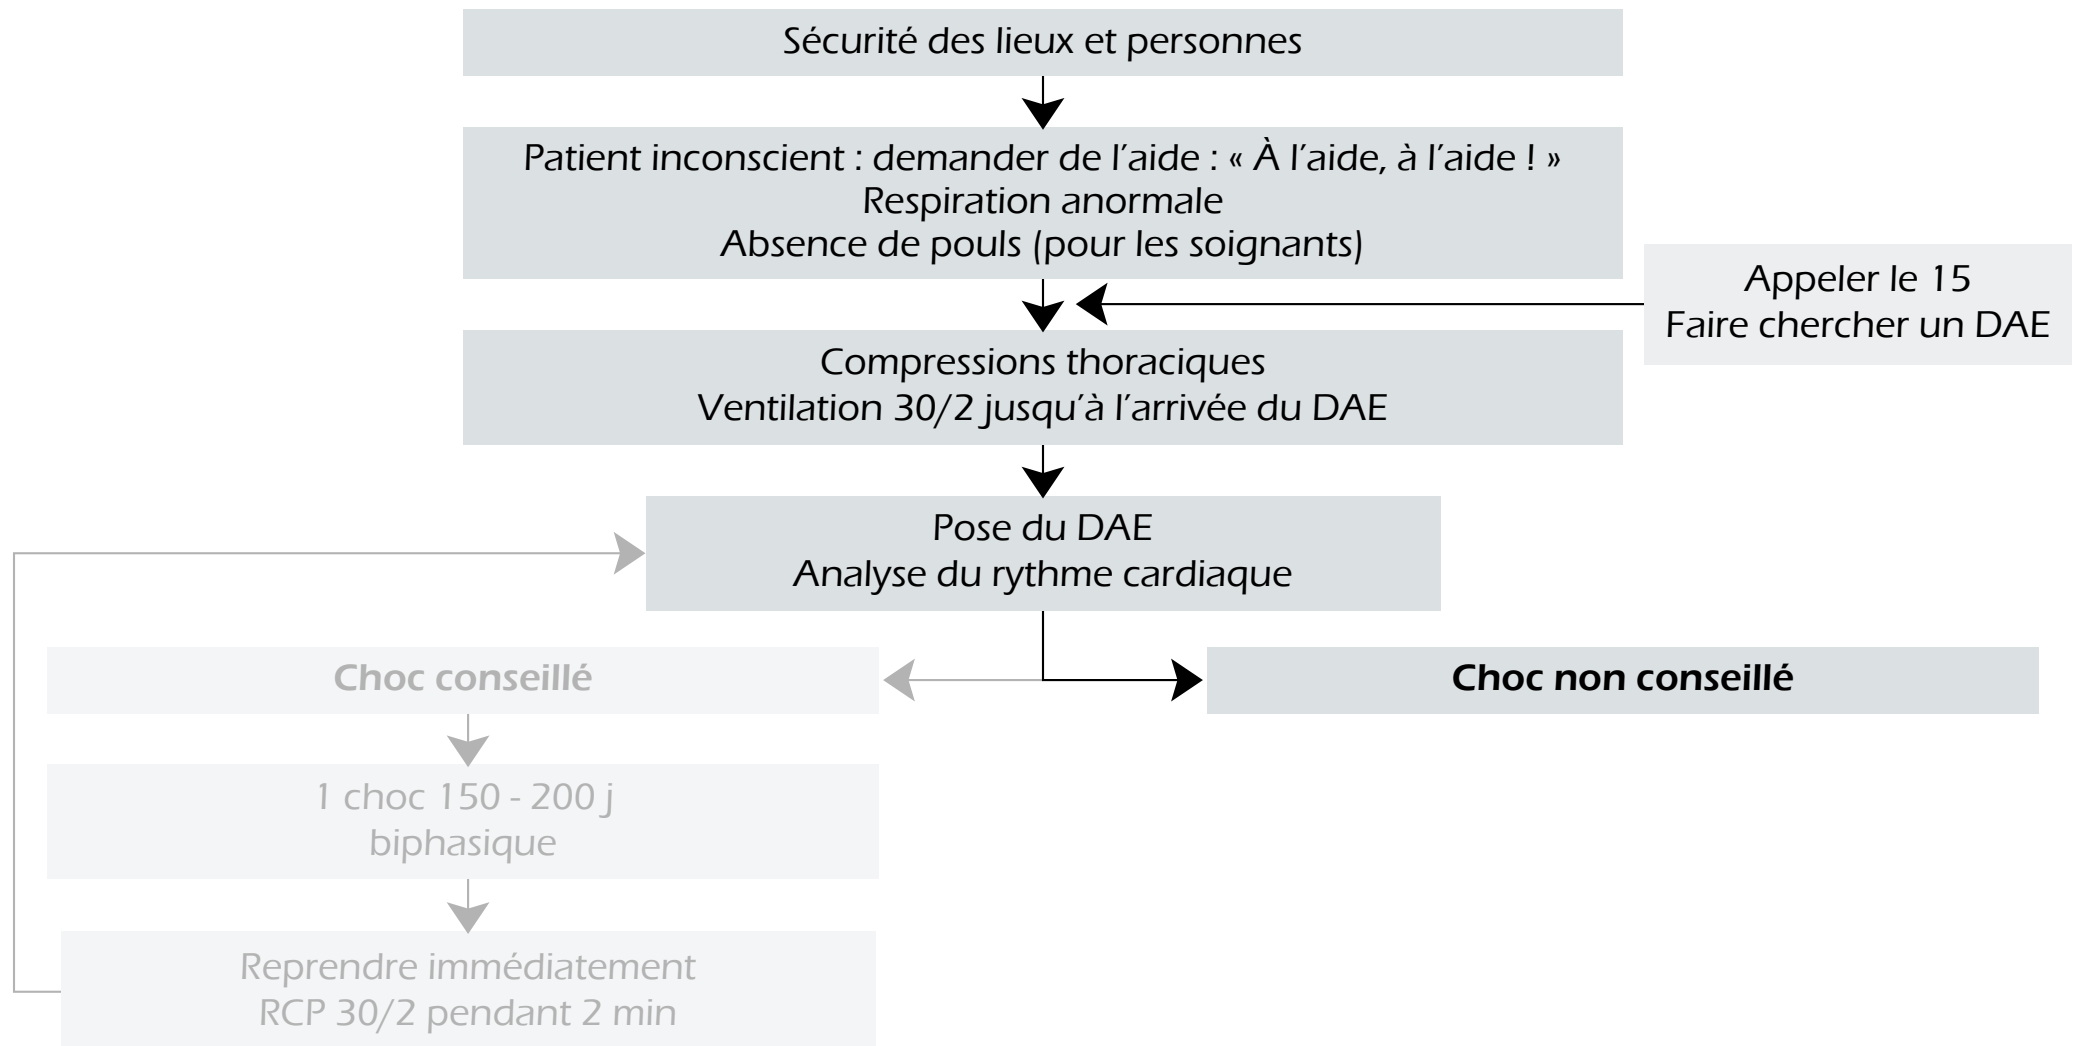 Sécurité des lieux et personnes
Patient inconscient : demander de l’aide : « À l’aide, à l’aide ! »
Respiration anormale
Absence de pouls (pour les soignants)
Appeler le 15
Faire chercher un DAE
Compressions thoraciques
Ventilation 30/2 jusqu’à l’arrivée du DAE
Pose du DAE
Analyse du rythme cardiaque
Choc conseillé
Choc non conseillé
1 choc 150 - 200 j
biphasique
Reprendre immédiatement
RCP 30/2 pendant 2 min